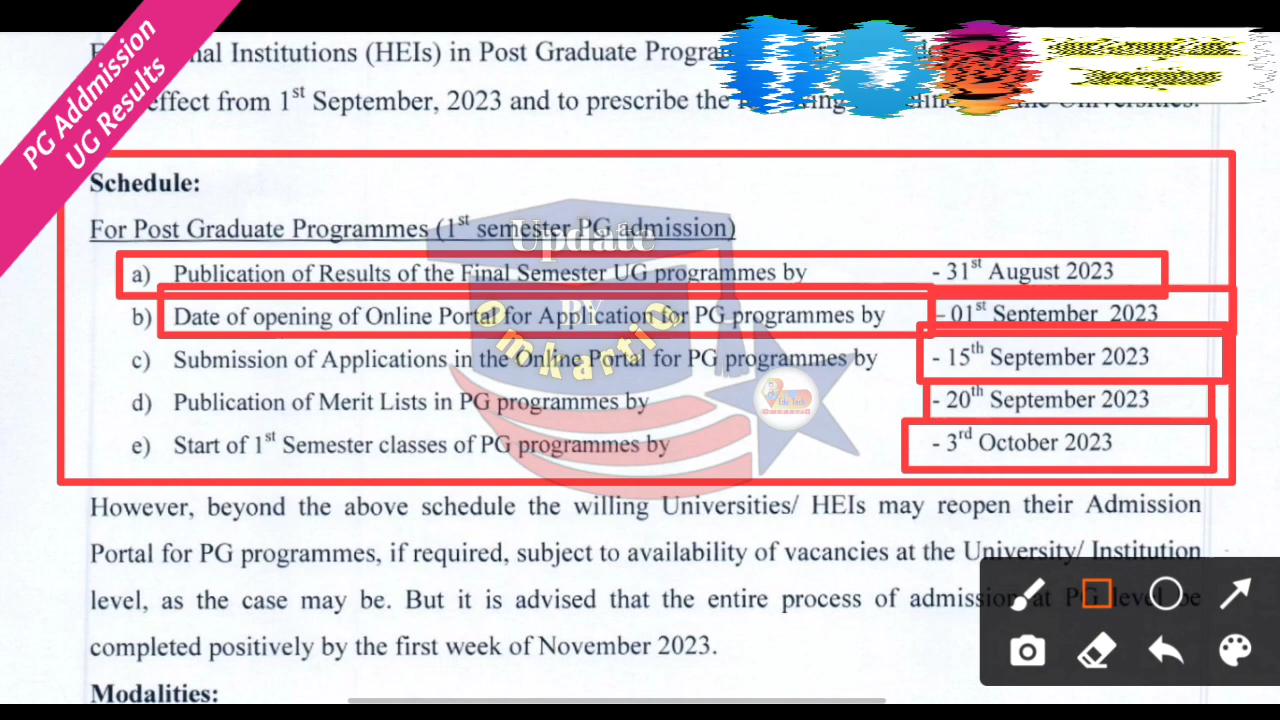 PG Addmission
UG Results
nal Institutions (HEIs) in Post Graduate
effect from 1st September, 2023 and to prescribe the
Schedule:
For Post Graduate Programmes (1st semester PG admission)
a) Publication of Results of the Final Semester UG programmes by - 31st August 2023
b) Date of opening of Online Portal for Application for PG programmes by - 01st September 2023
c) Submission of Applications in the Online Portal for PG programmes by - 15th September 2023
d) Publication of Merit Lists in PG programmes by - 20th September 2023
e) Start of 1st Semester classes of PG programmes by - 3rd October 2023
Update
BY
Omkartiq
Edu Tech
However, beyond the above schedule the willing Universities/ HEIs may reopen their Admission
Portal for PG programmes, if required, subject to availability of vacancies at the University/ Institution
level, as the case may be. But it is advised that the entire process of admission at PG level be
completed positively by the first week of November 2023.
Modalities: